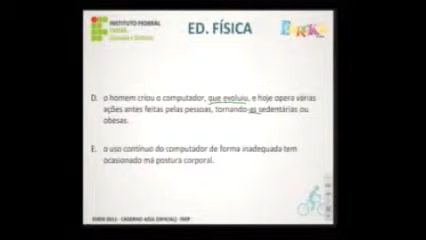 INSTITUTO FEDERAL
ED. FÍSICA
D. o homem criou o computador, que evoluiu, e hoje opera várias
ações antes feitas pelas pessoas, tornando-as sedentárias ou
obesas.
E. o uso contínuo do computador de forma inadequada tem
ocasionado má postura corporal.